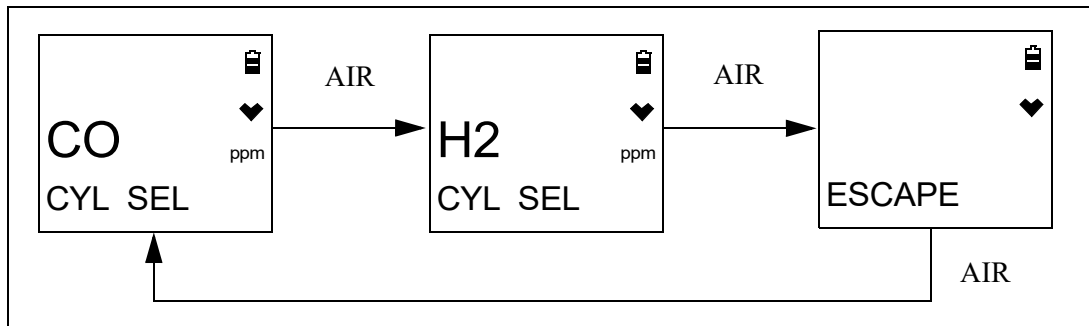 CO
ppm
CYL SEL
AIR
H2
ppm
CYL SEL
AIR
ESCAPE
AIR